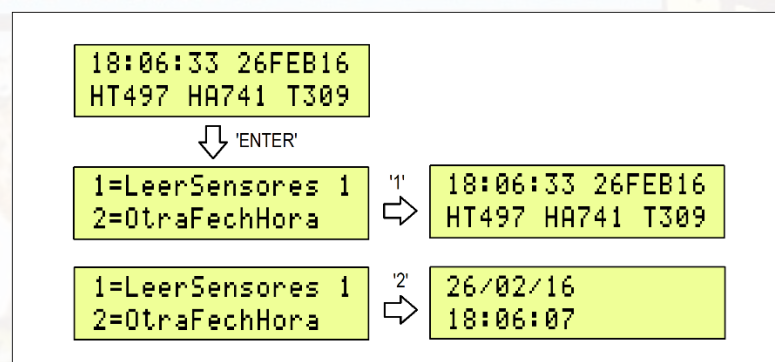 18:06:33 26FEB16
HT497 HA741 T309
'ENTER'
1=LeerSensores 1
2=OtraFechHora
'1'
18:06:33 26FEB16
HT497 HA741 T309
1=LeerSensores 1
2=OtraFechHora
'2'
26/02/16
18:06:07